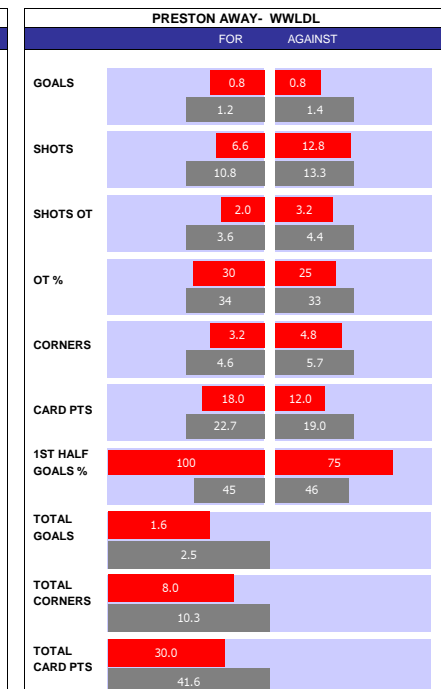 PRESTON AWAY- WWLDL
FOR AGAINST
GOALS
0.8 0.8
1.2 1.4
SHOTS
6.6 12.8
10.8 13.3
SHOTS OT
2.0 3.2
3.6 4.4
OT %
30 25
34 33
CORNERS
3.2 4.8
4.6 5.7
CARD PTS
18.0 12.0
22.7 19.0
1ST HALF
GOALS %
100 75
45 46
TOTAL
GOALS
1.6
2.5
TOTAL
CORNERS
8.0
10.3
TOTAL
CARD PTS
30.0
41.6